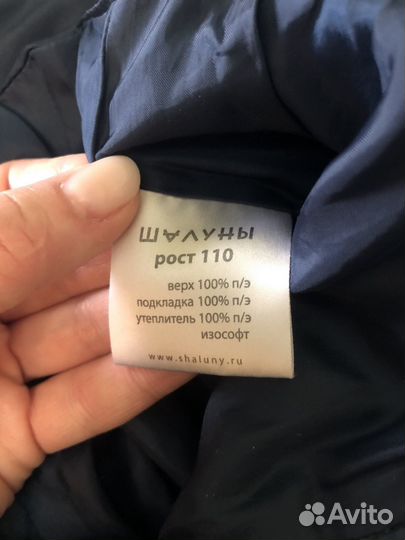 ШАЛУНЫ
рост 110
верх 100% п/э
подкладка 100% п/э
утеплитель 100% п/э
изософт
www.shaluny.ru
Avito